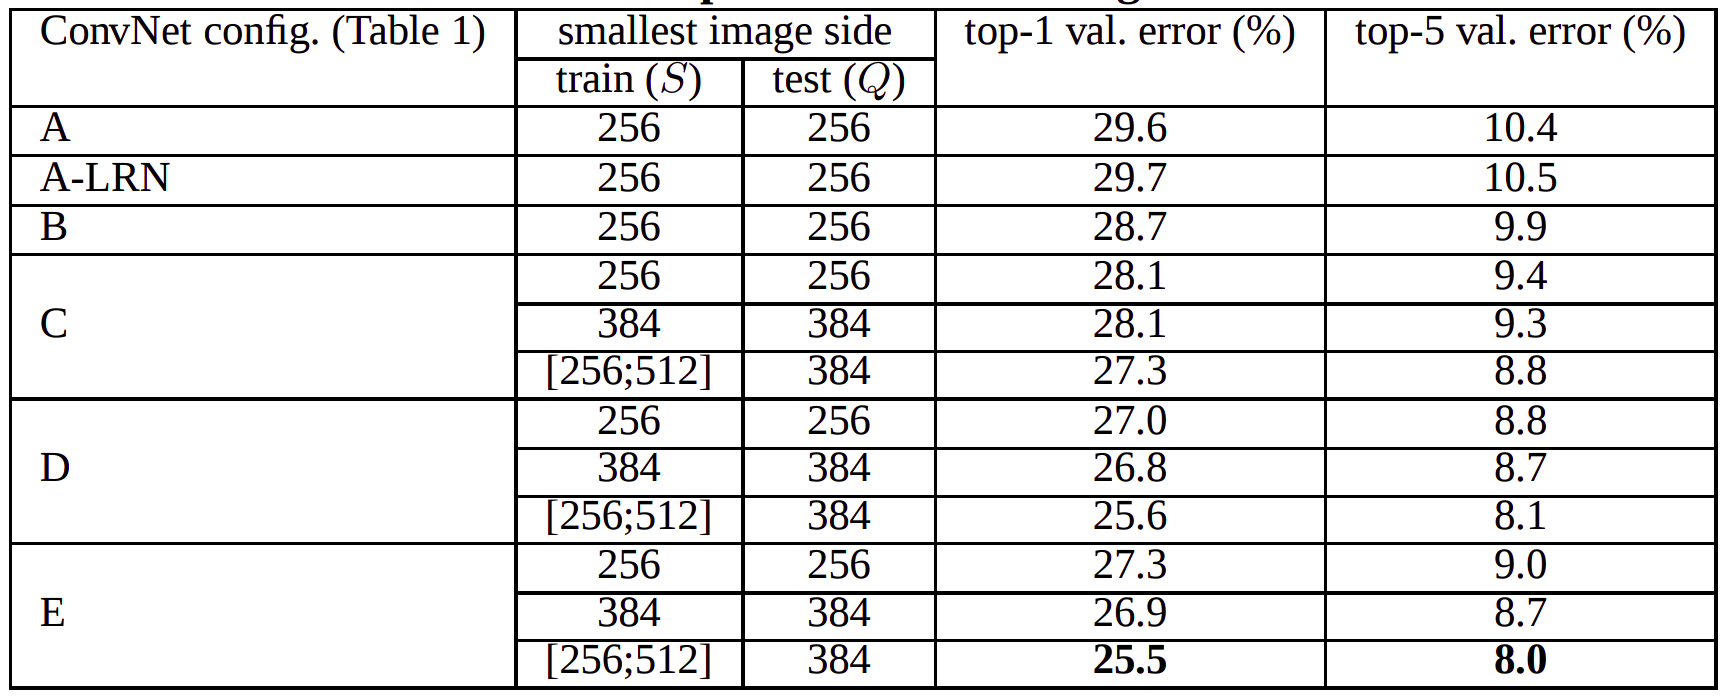 ConvNet config. (Table 1) smallest image side top-1 val. error (%) top-5 val. error (%)
train (S) test (Q)
A 256 256 29.6 10.4
A-LRN 256 256 29.7 10.5
B 256 256 28.7 9.9
C 256 256 28.1 9.4
384 384 28.1 9.3
[256;512] 384 27.3 8.8
D 256 256 27.0 8.8
384 384 26.8 8.7
[256;512] 384 25.6 8.1
E 256 256 27.3 9.0
384 384 26.9 8.7
[256;512] 384 25.5 8.0